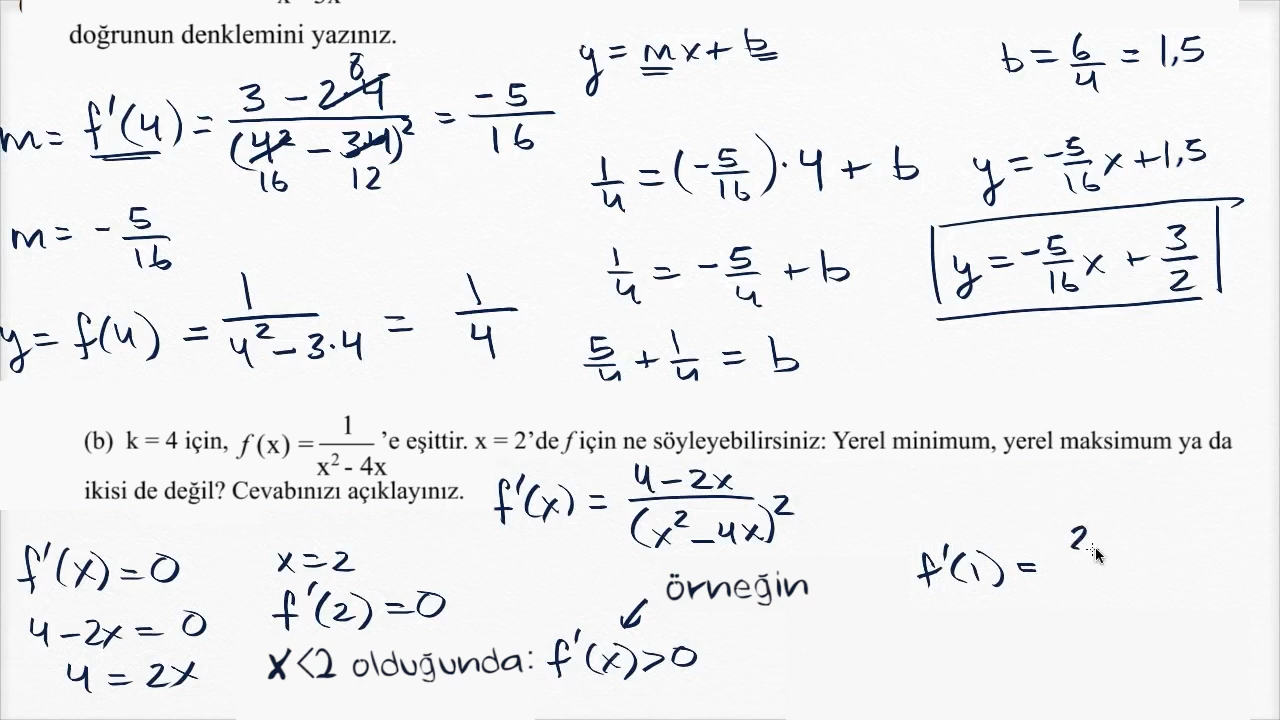 doğrunun denklemini yazınız.
m = f'(4) = (3 - 2·4)/(4² - 3·4)² = -5/16
8
16 12
m = -5/16
y = f(4) = 1/(4² - 3·4) = 1/4
y = mx + b
1/4 = (-5/16)·4 + b
1/4 = -5/4 + b
5/4 + 1/4 = b
b = 6/4 = 1,5
y = -5/16 x + 1,5
y = -5/16 x + 3/2
(b) k = 4 için, f(x) = 1/(x² - 4x) 'e eşittir. x = 2'de f için ne söyleyebilirsiniz: Yerel minimum, yerel maksimum ya da
ikisi de değil? Cevabınızı açıklayınız.
f'(x) = (4 - 2x)/(x² - 4x)²
f'(x) = 0
4 - 2x = 0
4 = 2x
x = 2
f'(2) = 0
x < 2 olduğunda: f'(x) > 0
örneğin
f'(1) = 2